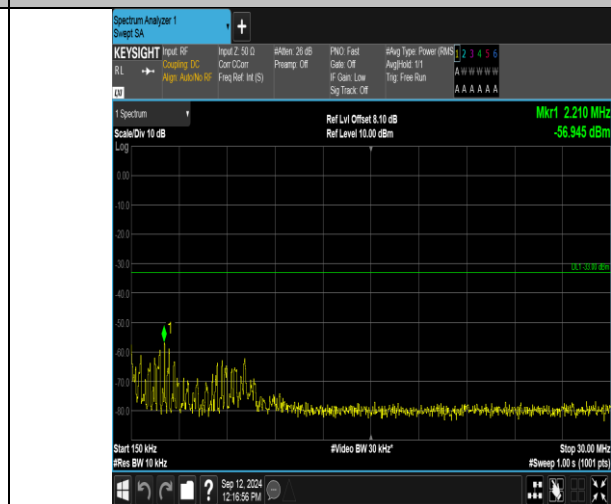 Spectrum Analyzer 1
Swept SA
+
KEYSIGHT Input: RF Input Z: 50 Ω #Atten: 26 dB PNO: Fast #Avg Type: Power (RMS 1 2 3 4 5 6
RL Coupling: DC Corr CCorr Preamp: Off Gate: Off Avg|Hold: 1/1 A W W W W W
Align: Auto/No RF Freq Ref: Int (S) IF Gain: Low Trig: Free Run
LXI Sig Track: Off A A A A A A
1 Spectrum Ref Lvl Offset 8.10 dB Mkr1 2.210 MHz
Scale/Div 10 dB Ref Level 10.00 dBm -56.945 dBm
Log
0.00
-10.0
-20.0
-30.0
DL1 -33.00 dBm
-40.0
-50.0
1
-60.0
-70.0
-80.0
Start 150 kHz #Video BW 30 kHz* Stop 30.00 MHz
#Res BW 10 kHz #Sweep 1.00 s (1001 pts)
? Sep 12, 2024
12:16:56 PM